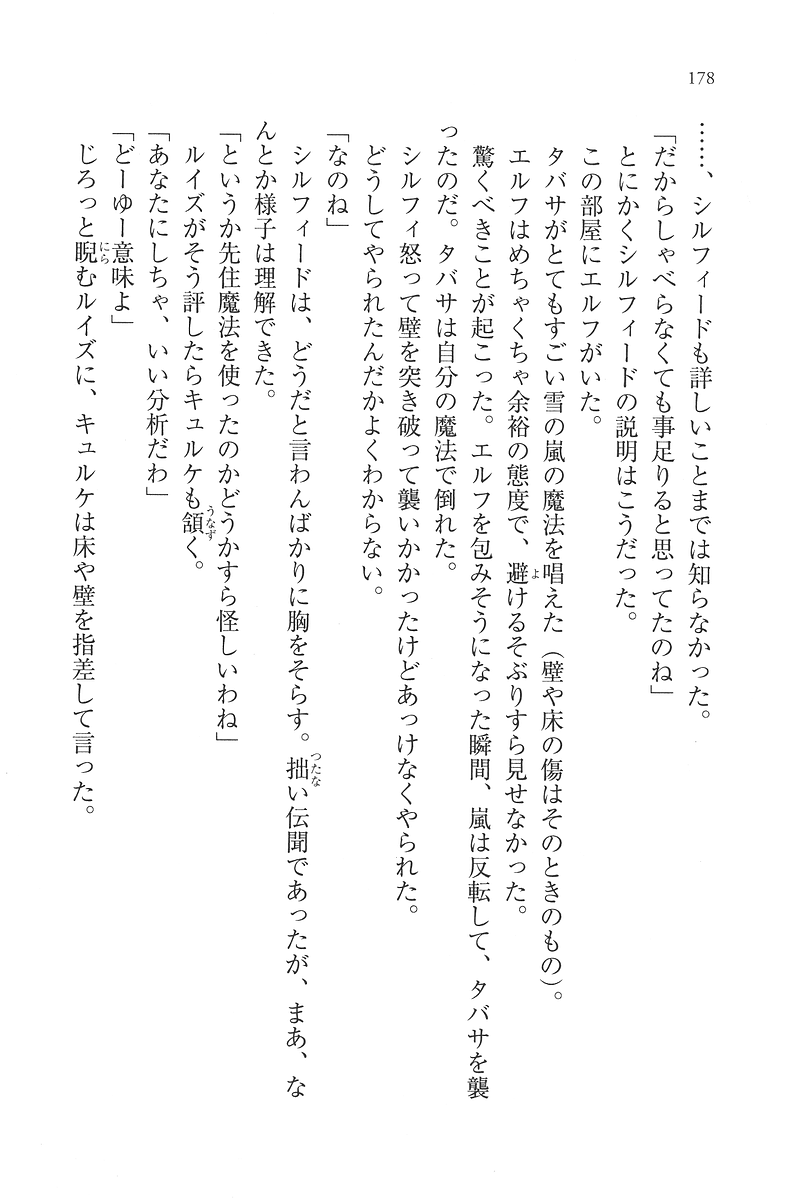 178
……、シルフィードも詳しいことまでは知らなかった。
「だからしゃべらなくても事足りると思ってたのね」
とにかくシルフィードの説明はこうだった。
この部屋にエルフがいた。
タバサがとてもすごい雪の嵐の魔法を唱えた（壁や床の傷はそのときのもの）。
エルフはめちゃくちゃ余裕の態度で、避けるそぶりすら見せなかった。
驚くべきことが起こった。エルフを包みそうになった瞬間、嵐は反転して、タバサを襲
ったのだ。タバサは自分の魔法で倒れた。
シルフィ怒って壁を突き破って襲いかかったけどあっけなくやられた。
どうしてやられたんだかよくわからない。
「なのね」
シルフィードは、どうだと言わんばかりに胸をそらす。拙い伝聞であったが、まあ、な
んとか様子は理解できた。
「というか先住魔法を使ったのかどうかすら怪しいわね」
ルイズがそう評したらキュルケも頷く。
「あなたにしちゃ、いい分析だわ」
「どーゆー意味よ」
じろっと睨むルイズに、キュルケは床や壁を指差して言った。